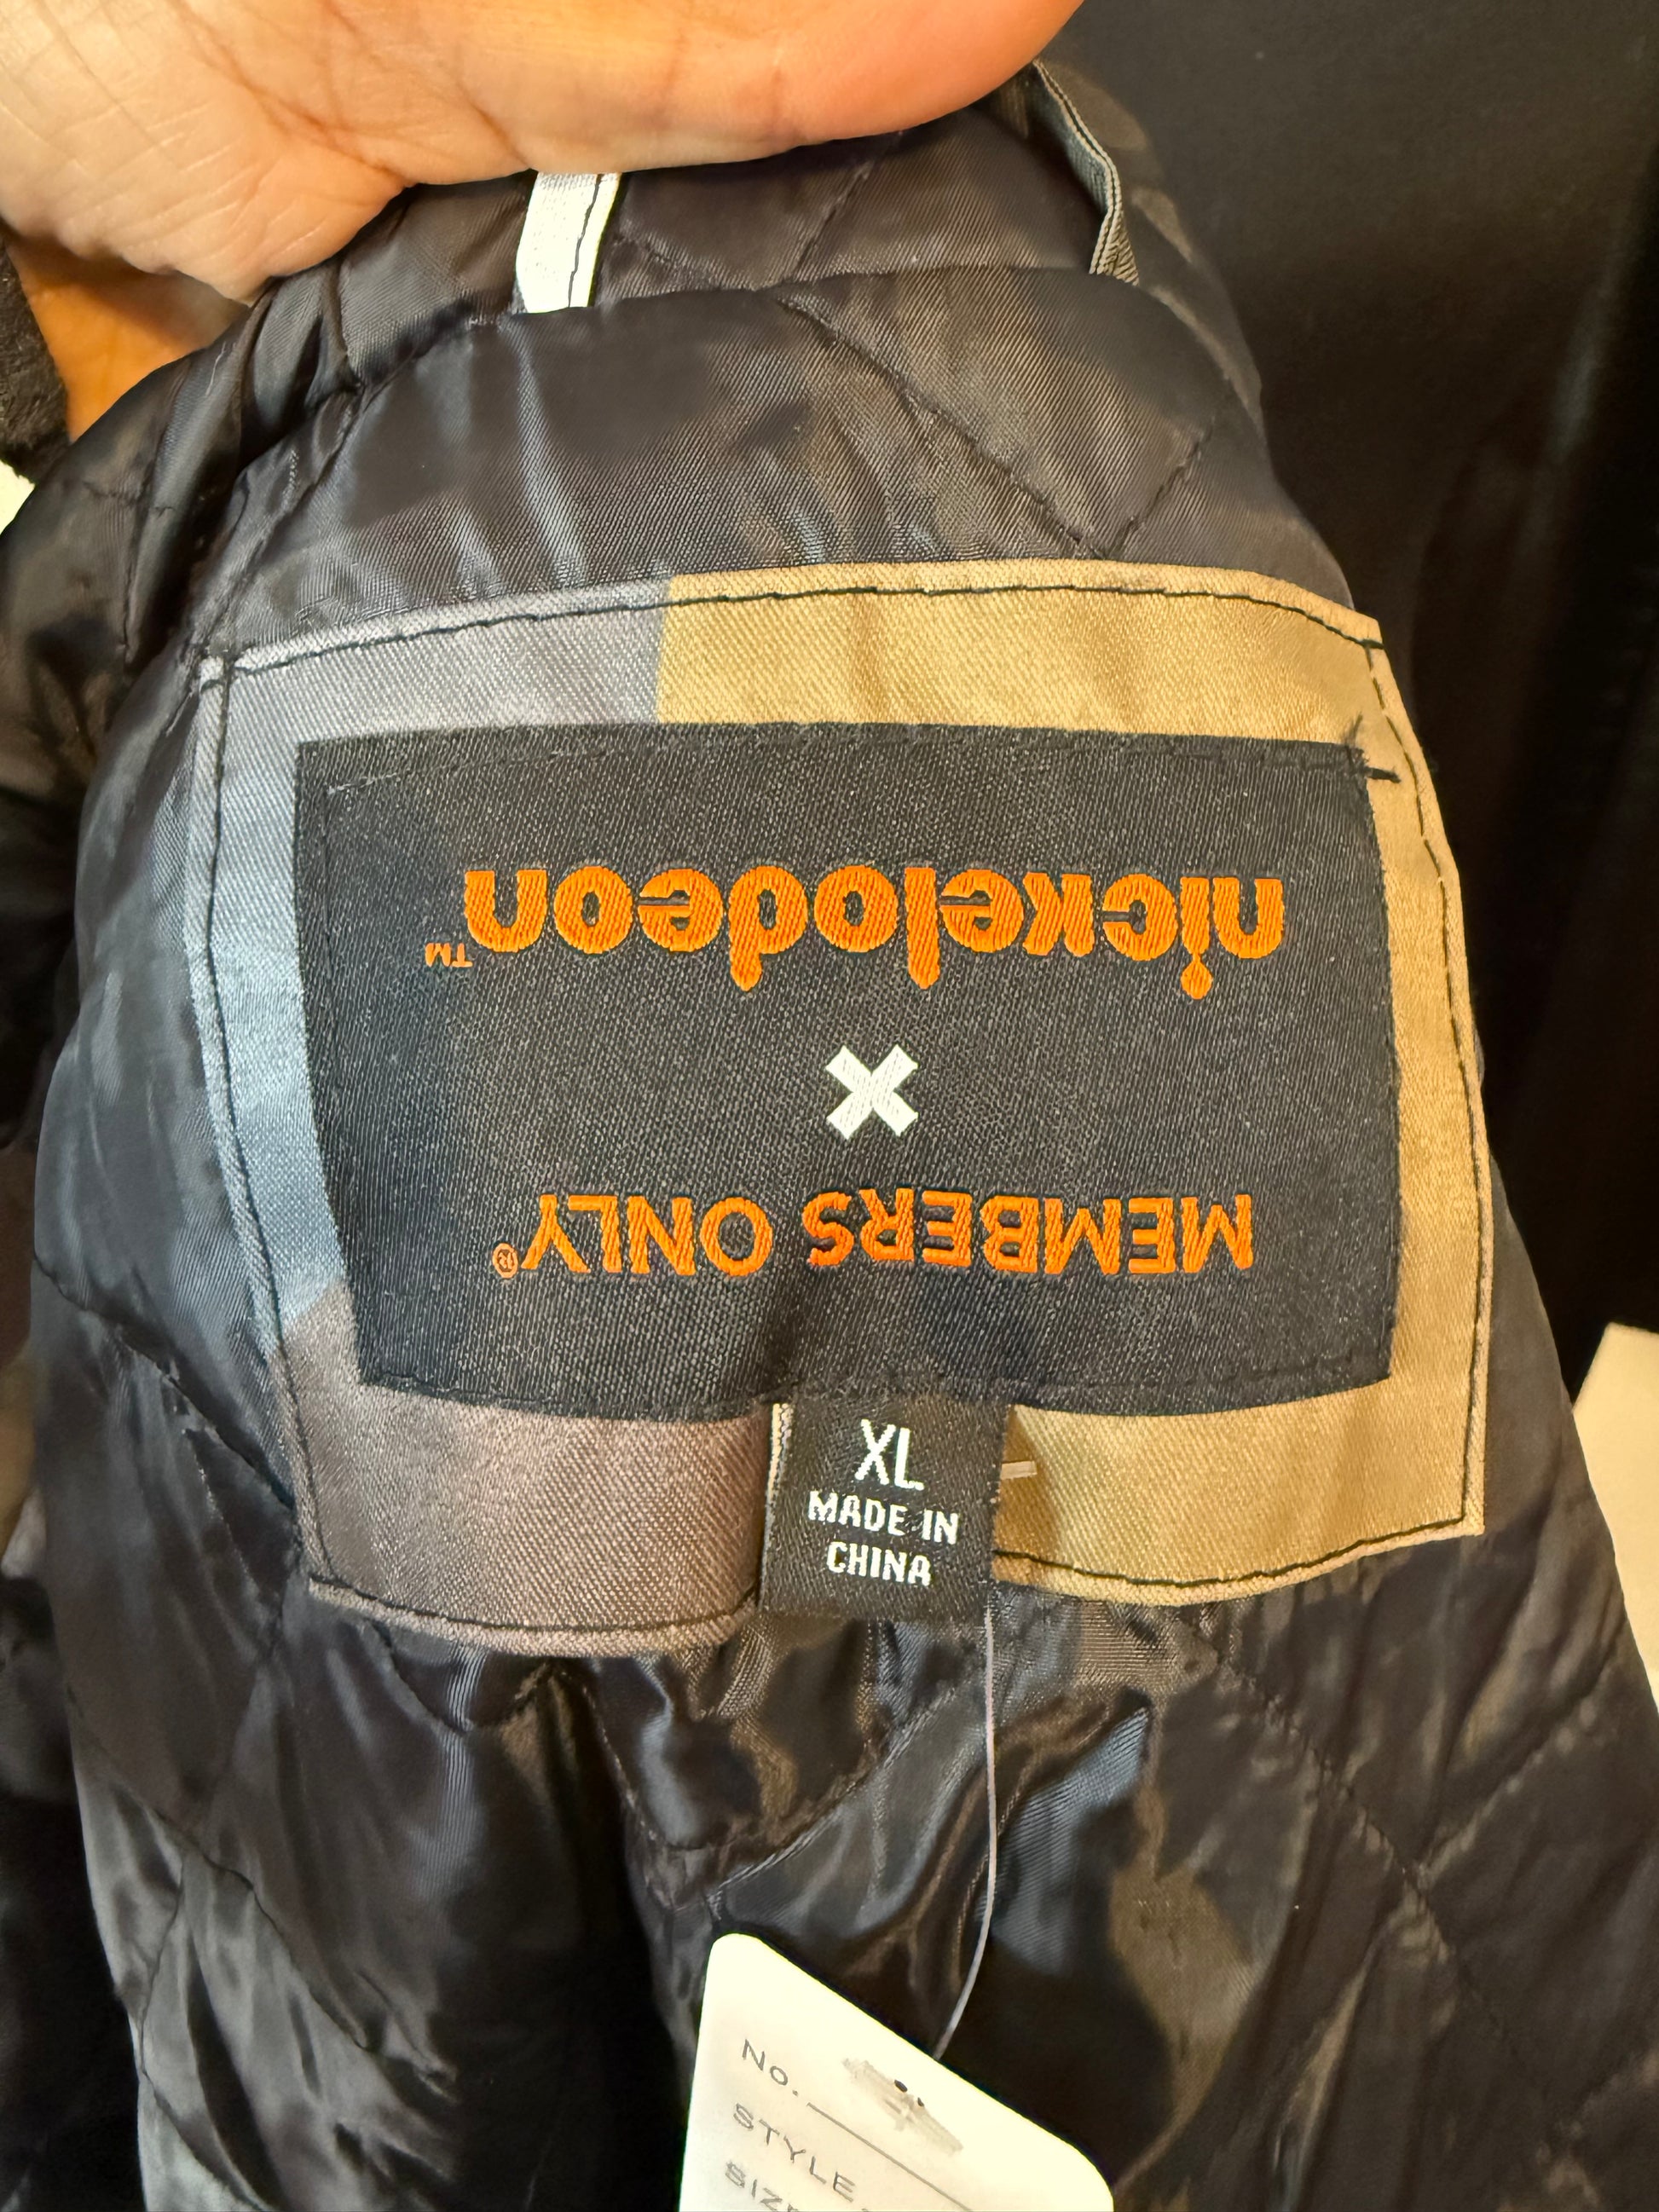 MEMBERS ONLY®
×
nickelodeon™
XL
MADE IN
CHINA
No.
STYLE